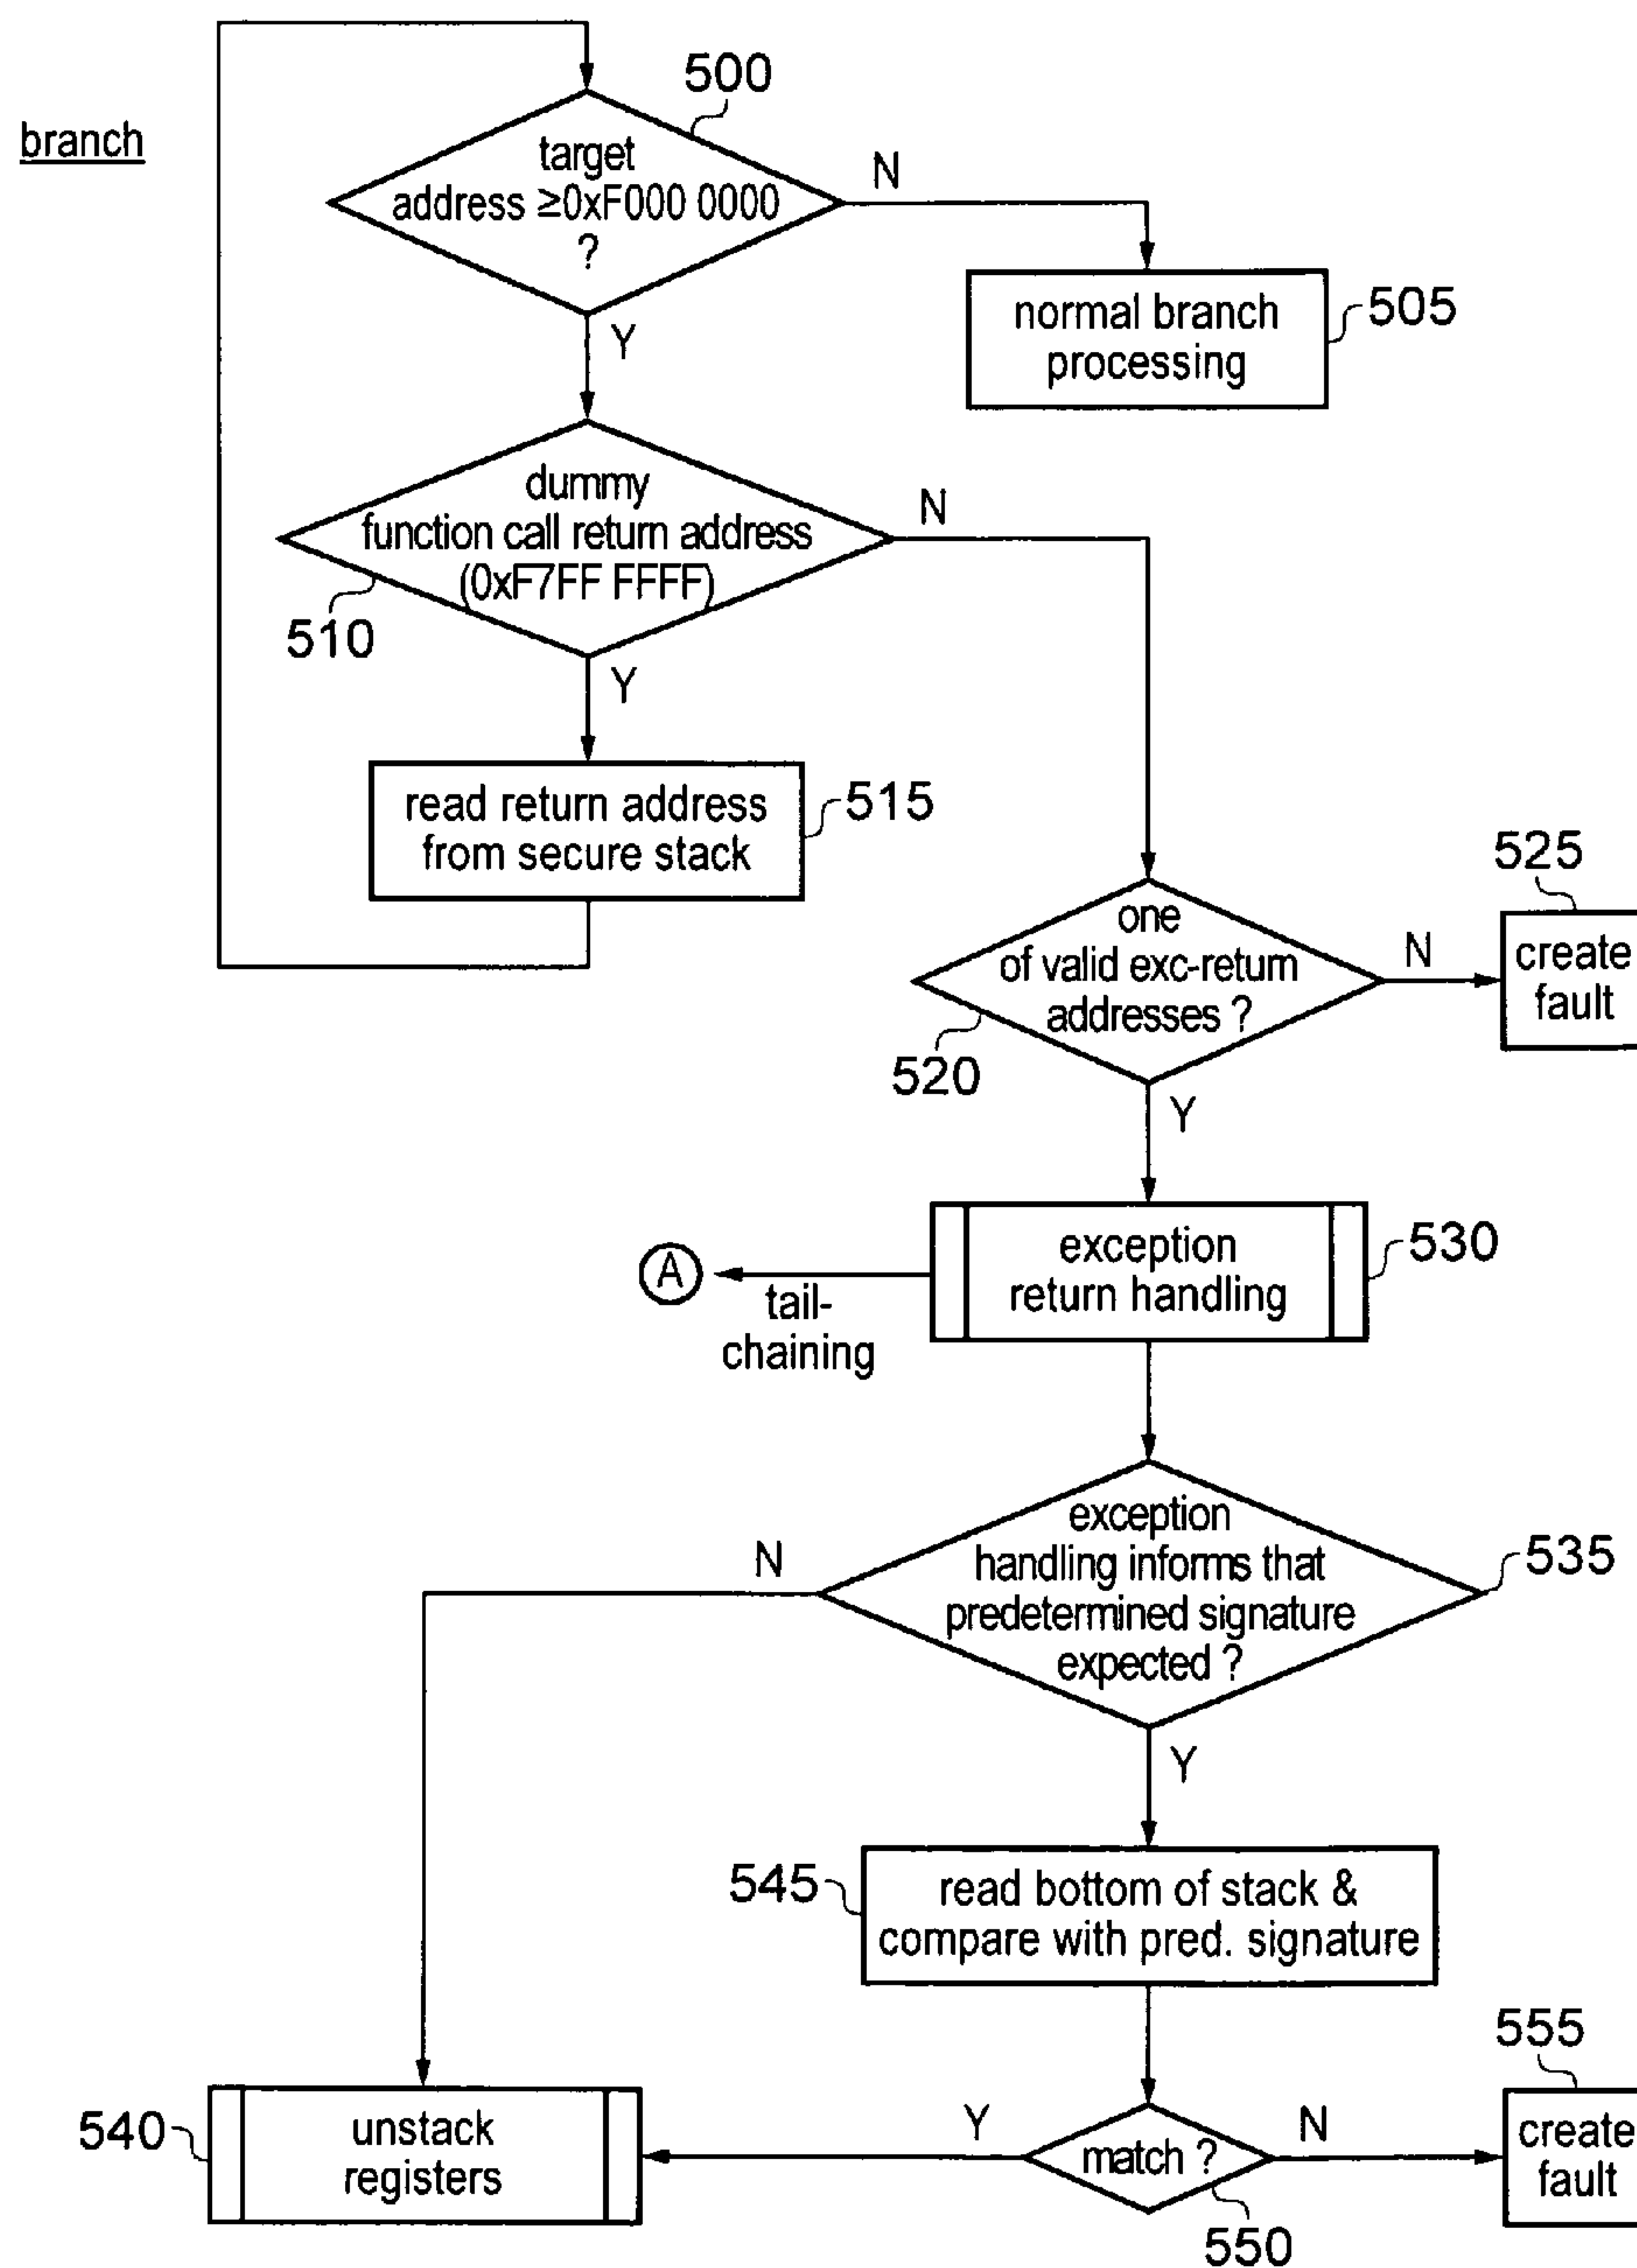 branch
500
target
address ≥0xF000 0000
?
N
Y
normal branch
processing
505
dummy
function call return address
(0xF7FF FFFF)
510
N
Y
read return address
from secure stack
515
one
of valid exc-return
addresses ?
520
N
525
create
fault
Y
exception
return handling
530
A
tail-
chaining
exception
handling informs that
predetermined signature
expected ?
535
N
Y
545
read bottom of stack &
compare with pred. signature
540
unstack
registers
Y
match ?
550
N
555
create
fault